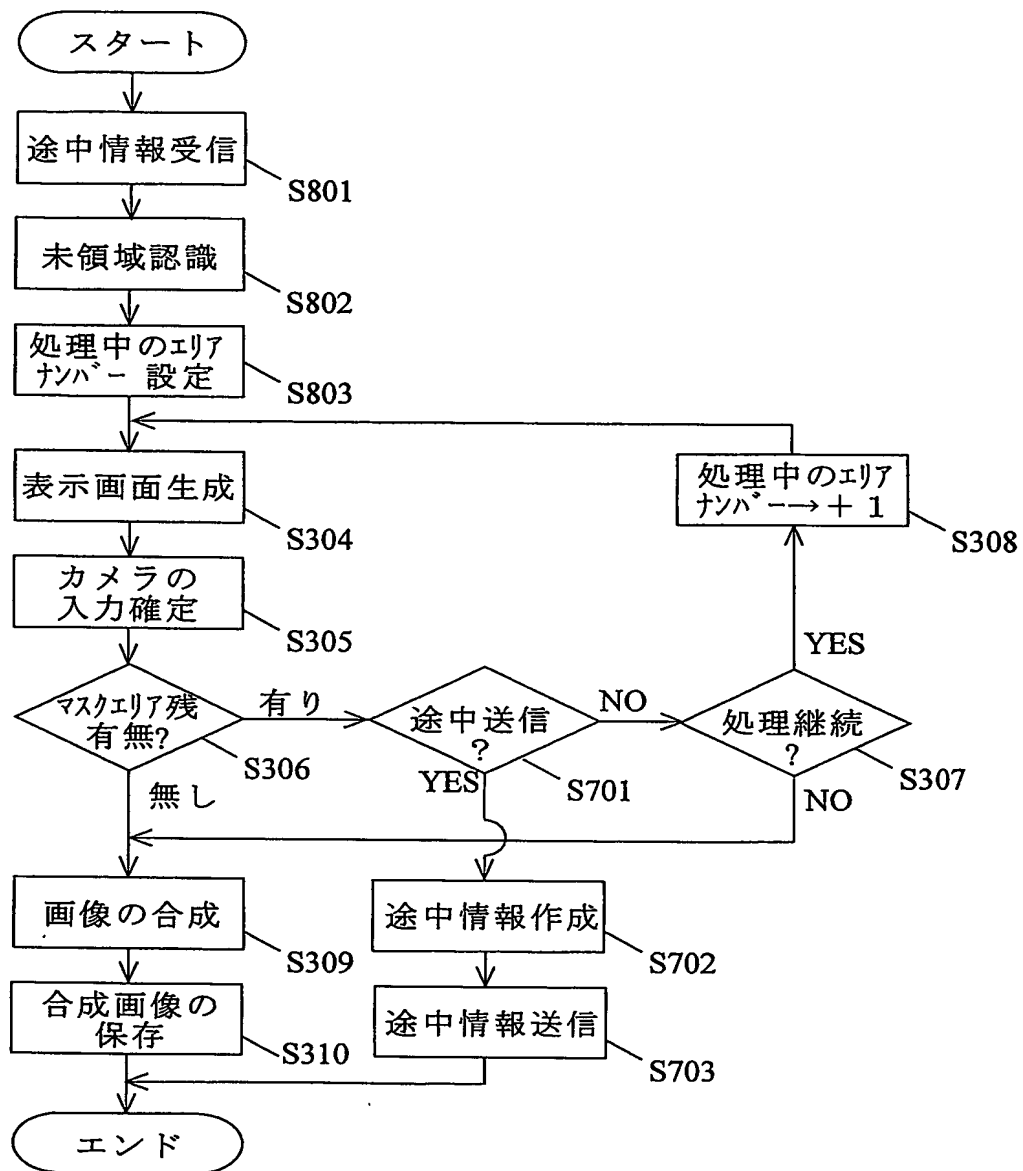 スタート
途中情報受信
S801
未領域認識
S802
処理中のエリア
ナンバー 設定
S803
表示画面生成
S304
処理中のエリア
ナンバー→+ 1
S308
カメラの
入力確定
S305
マスクエリア残
有無?
S306
有り
無し
途中送信
?
S701
NO
YES
処理継続
?
S307
YES
NO
画像の合成
S309
途中情報作成
S702
合成画像の
保存
S310
途中情報送信
S703
エンド